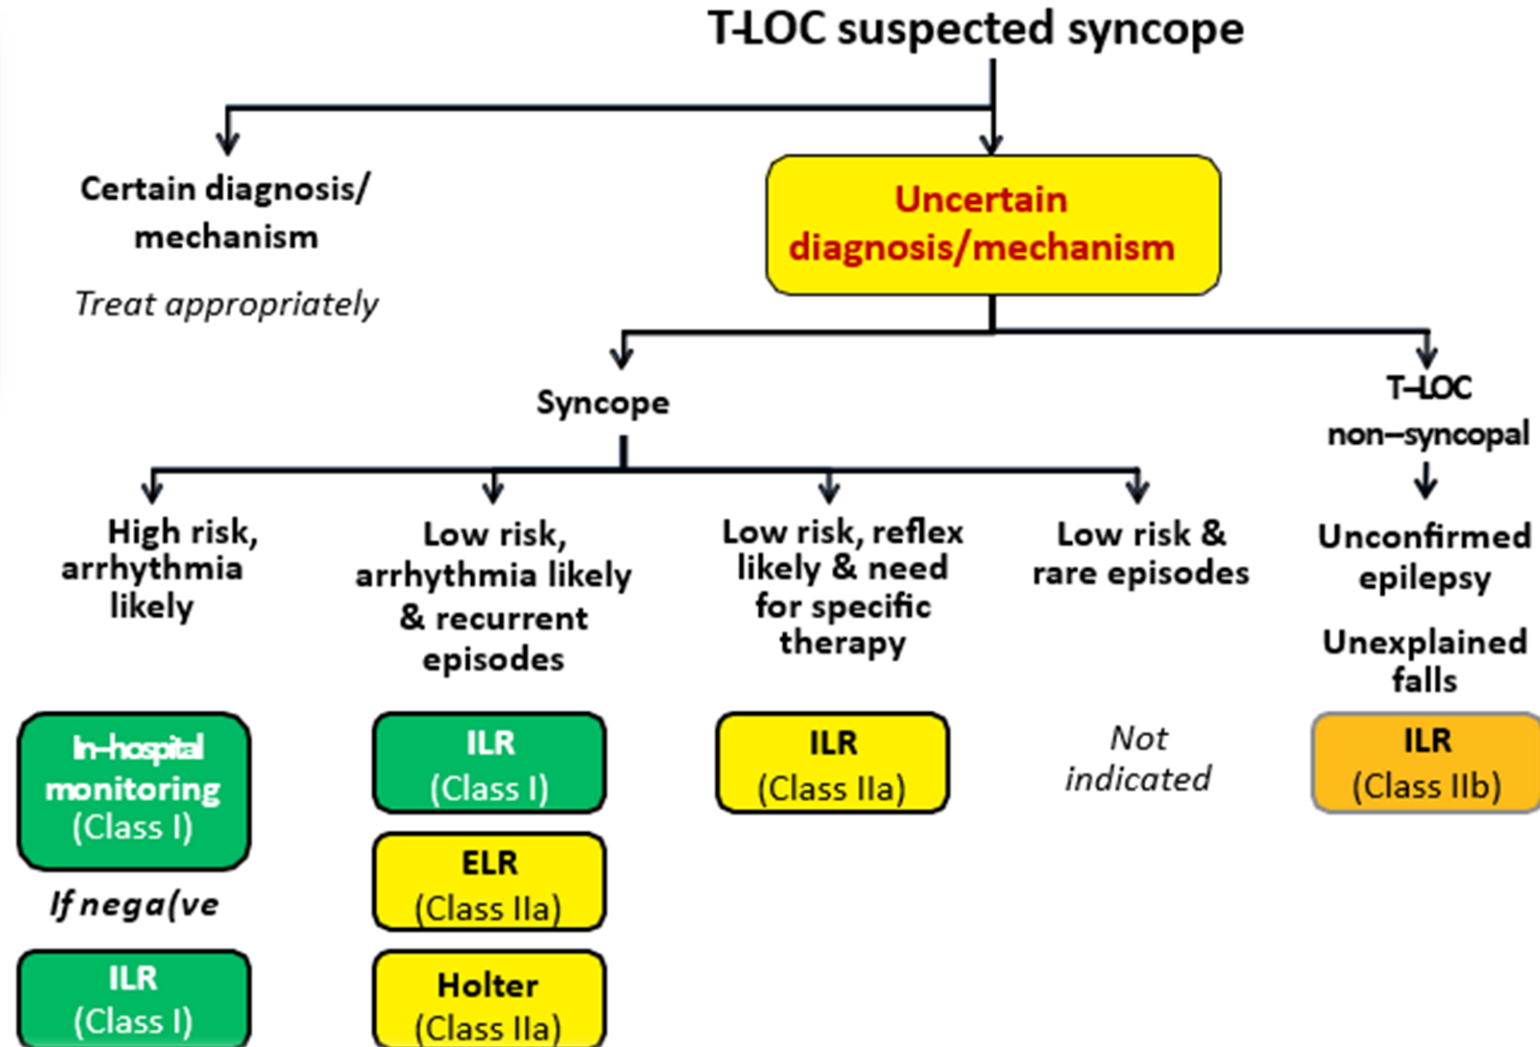 T-LOC suspected syncope
Certain diagnosis/
mechanism
Treat appropriately
Uncertain
diagnosis/mechanism
Syncope
T–LOC
non–syncopal
High risk,
arrhythmia
likely
Low risk,
arrhythmia likely
& recurrent
episodes
Low risk, reflex
likely & need
for specific
therapy
Low risk &
rare episodes
Unconfirmed
epilepsy
Unexplained
falls
In–hospital
monitoring
(Class I)
If nega(ve
ILR
(Class I)
ILR
(Class I)
ELR
(Class IIa)
Holter
(Class IIa)
ILR
(Class IIa)
Not
indicated
ILR
(Class IIb)